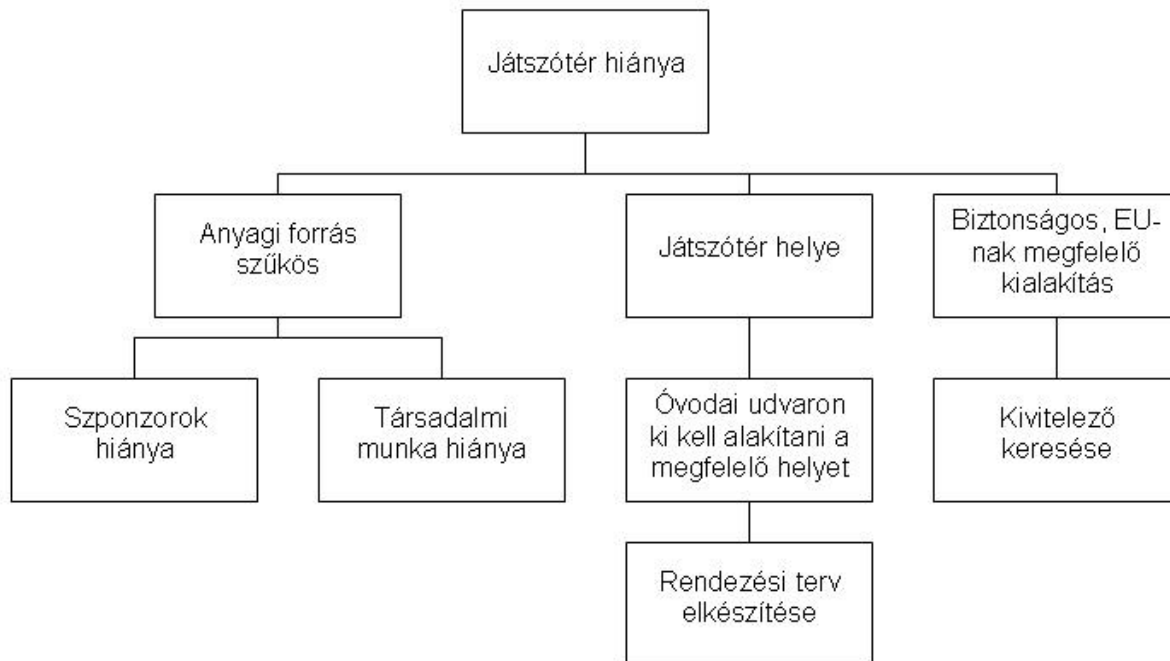 Játszótér hiánya
Anyagi forrás
szűkös
Játszótér helye
Biztonságos, EU-
nak megfelelő
kialakítás
Szponzorok
hiánya
Társadalmi
munka hiánya
Óvodai udvaron
ki kell alakítani a
megfelelő helyet
Kivitelező
keresése
Rendezési terv
elkészítése